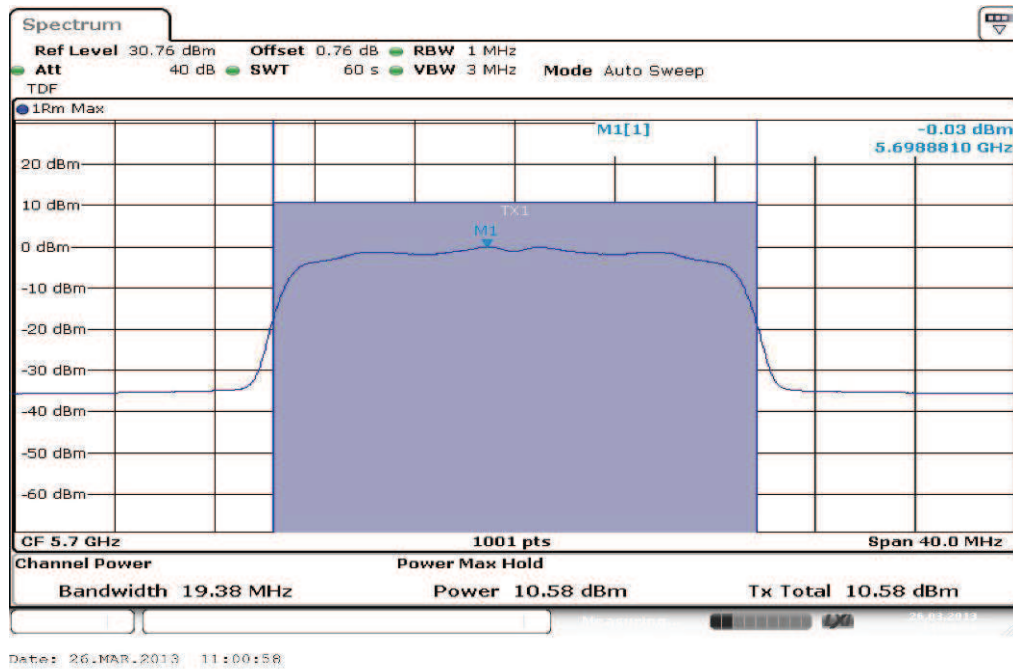 Spectrum
Ref Level 30.76 dBm Offset 0.76 dB RBW 1 MHz
Att 40 dB SWT 60 s VBW 3 MHz Mode Auto Sweep
TDF
1Rm Max
M1[1] -0.03 dBm
5.6988810 GHz
20 dBm
10 dBm
TX1
M1
0 dBm
-10 dBm
-20 dBm
-30 dBm
-40 dBm
-50 dBm
-60 dBm
CF 5.7 GHz 1001 pts Span 40.0 MHz
Channel Power Power Max Hold
Bandwidth 19.38 MHz Power 10.58 dBm Tx Total 10.58 dBm
LXI 26.03.2013
Date: 26.MAR.2013 11:00:58